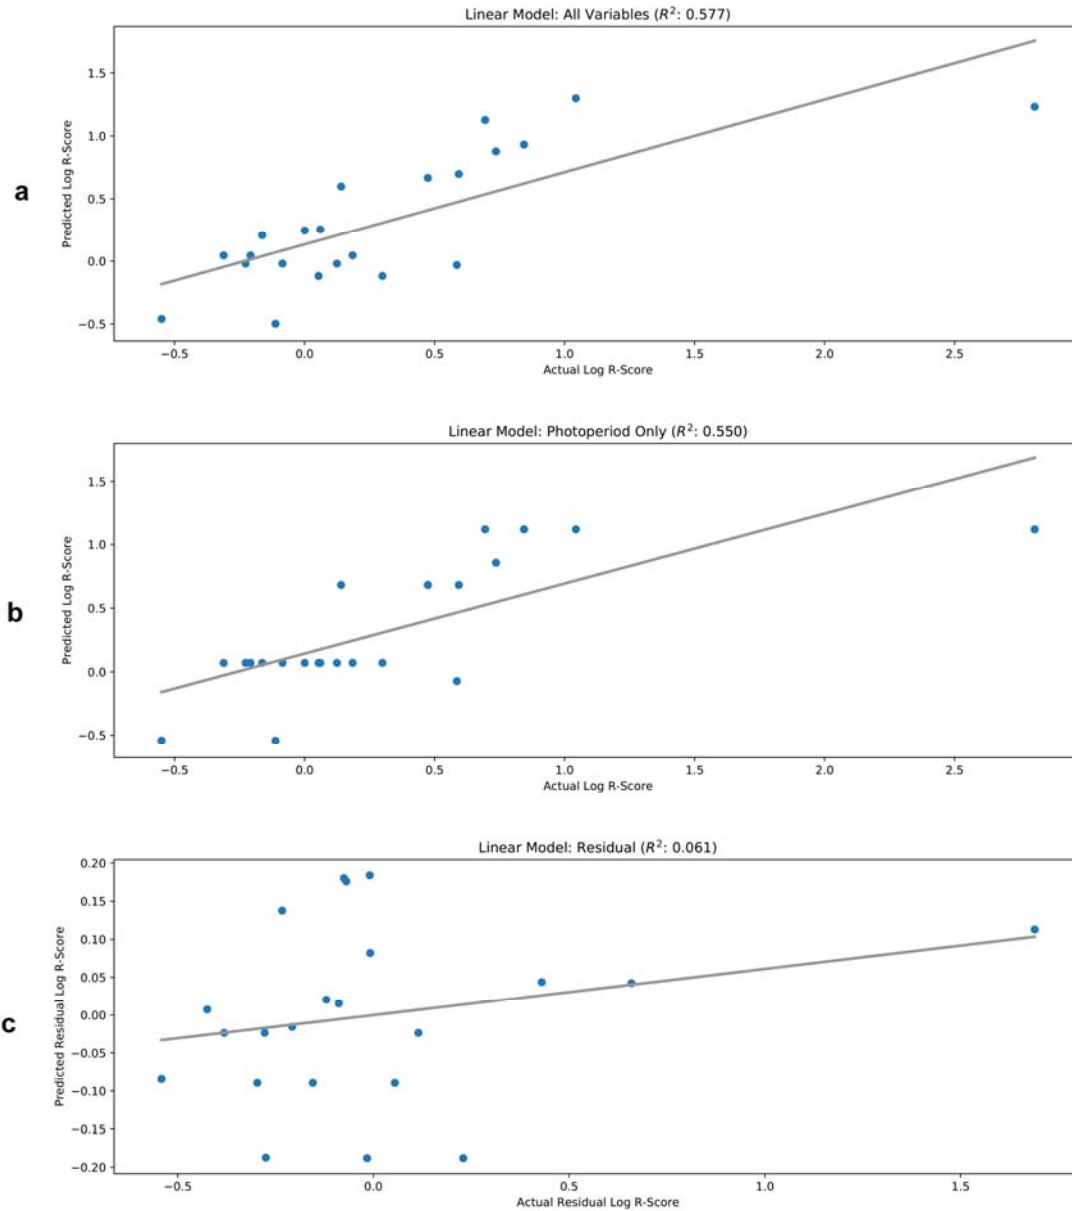 Linear Model: All Variables (R²: 0.577)
a
Predicted Log R-Score
1.5
1.0
0.5
0.0
−0.5
−0.5 0.0 0.5 1.0 1.5 2.0 2.5
Actual Log R-Score
Linear Model: Photoperiod Only (R²: 0.550)
b
Predicted Log R-Score
1.5
1.0
0.5
0.0
−0.5
−0.5 0.0 0.5 1.0 1.5 2.0 2.5
Actual Log R-Score
Linear Model: Residual (R²: 0.061)
c
Predicted Residual Log R-Score
0.20
0.15
0.10
0.05
0.00
−0.05
−0.10
−0.15
−0.20
−0.5 0.0 0.5 1.0 1.5
Actual Residual Log R-Score